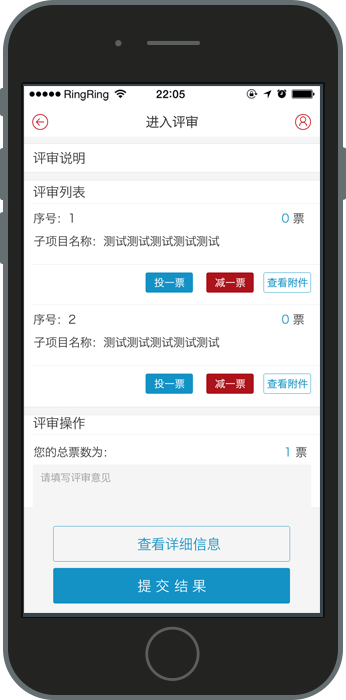 RingRing 22:05
进入评审
评审说明
评审列表
序号：1 0 票
子项目名称：测试测试测试测试测试
投一票 减一票 查看附件
序号：2 0 票
子项目名称：测试测试测试测试测试
投一票 减一票 查看附件
评审操作
您的总票数为： 1 票
请填写评审意见
查看详细信息
提交结果